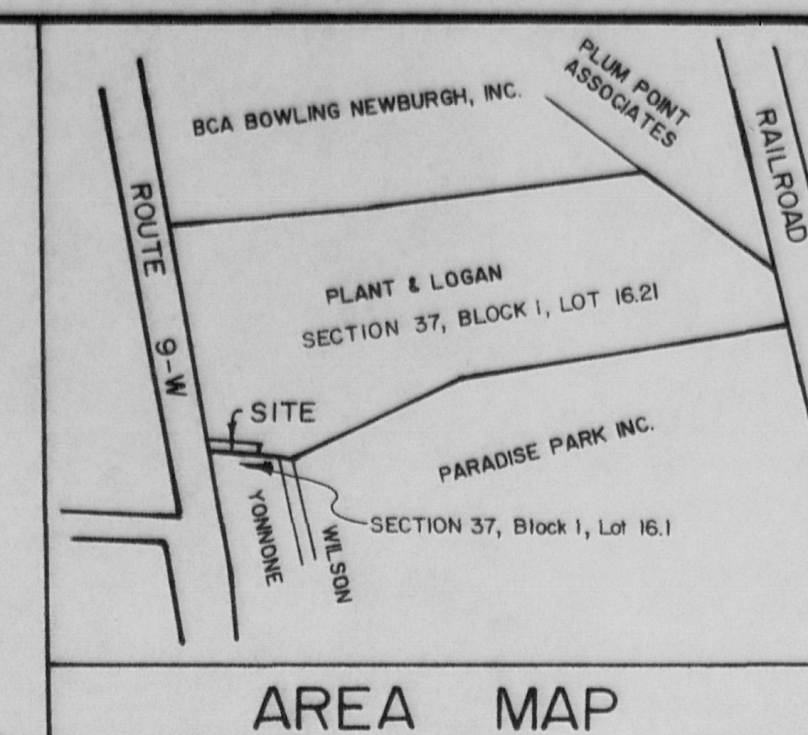 BCA BOWLING NEWBURGH, INC.
PLUM POINT
ASSOCIATES
RAILROAD
ROUTE 9-W
PLANT & LOGAN
SECTION 37, BLOCK 1, LOT 16.21
SITE
PARADISE PARK INC.
SECTION 37, Block 1, Lot 16.1
YONNONE
WILSON
AREA MAP